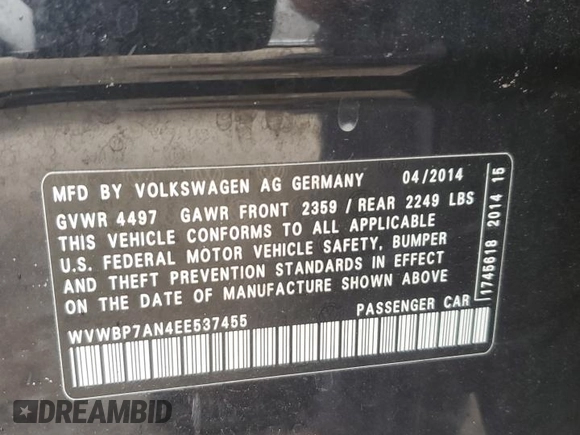 MFD BY VOLKSWAGEN AG GERMANY 04/2014
GVWR 4497 GAWR FRONT 2359 / REAR 2249 LBS
THIS VEHICLE CONFORMS TO ALL APPLICABLE
U.S. FEDERAL MOTOR VEHICLE SAFETY, BUMPER
AND THEFT PREVENTION STANDARDS IN EFFECT
ON THE DATE OF MANUFACTURE SHOWN ABOVE
WVWBP7AN4EE537455 PASSENGER CAR
1745618 2014 15
DREAMBID